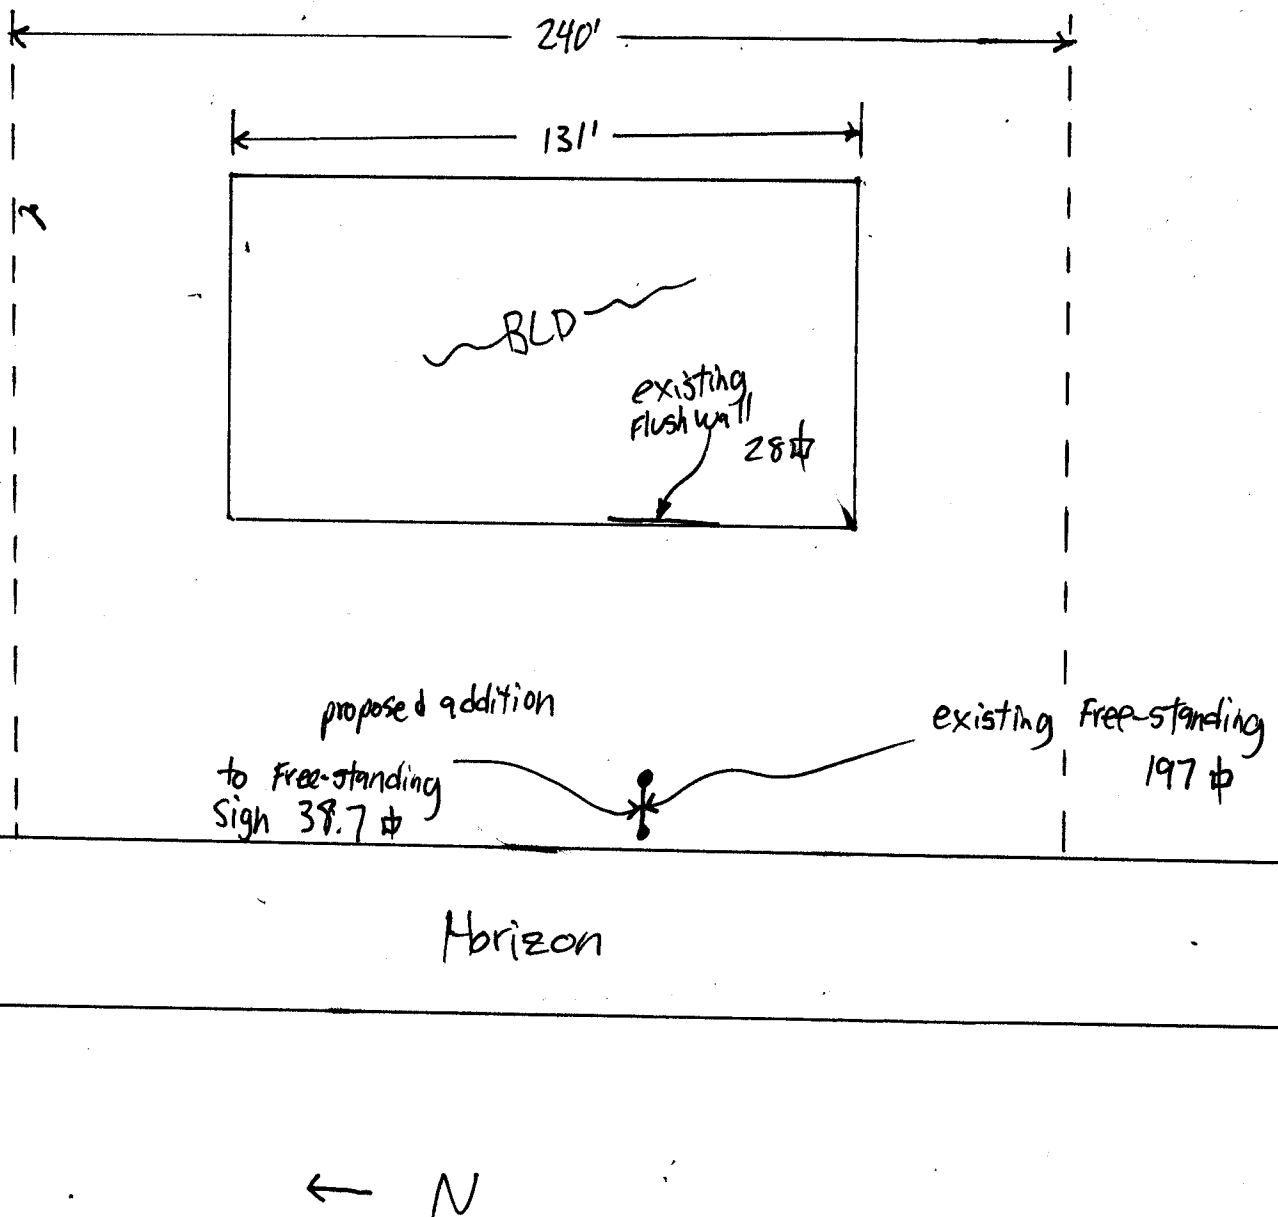 240'
131'
BLD
existing
Flush wall
28 ⏍
proposed addition
to Free-standing
Sign 38.7 ⏍
existing Free-standing
197 ⏍
Horizon
← N